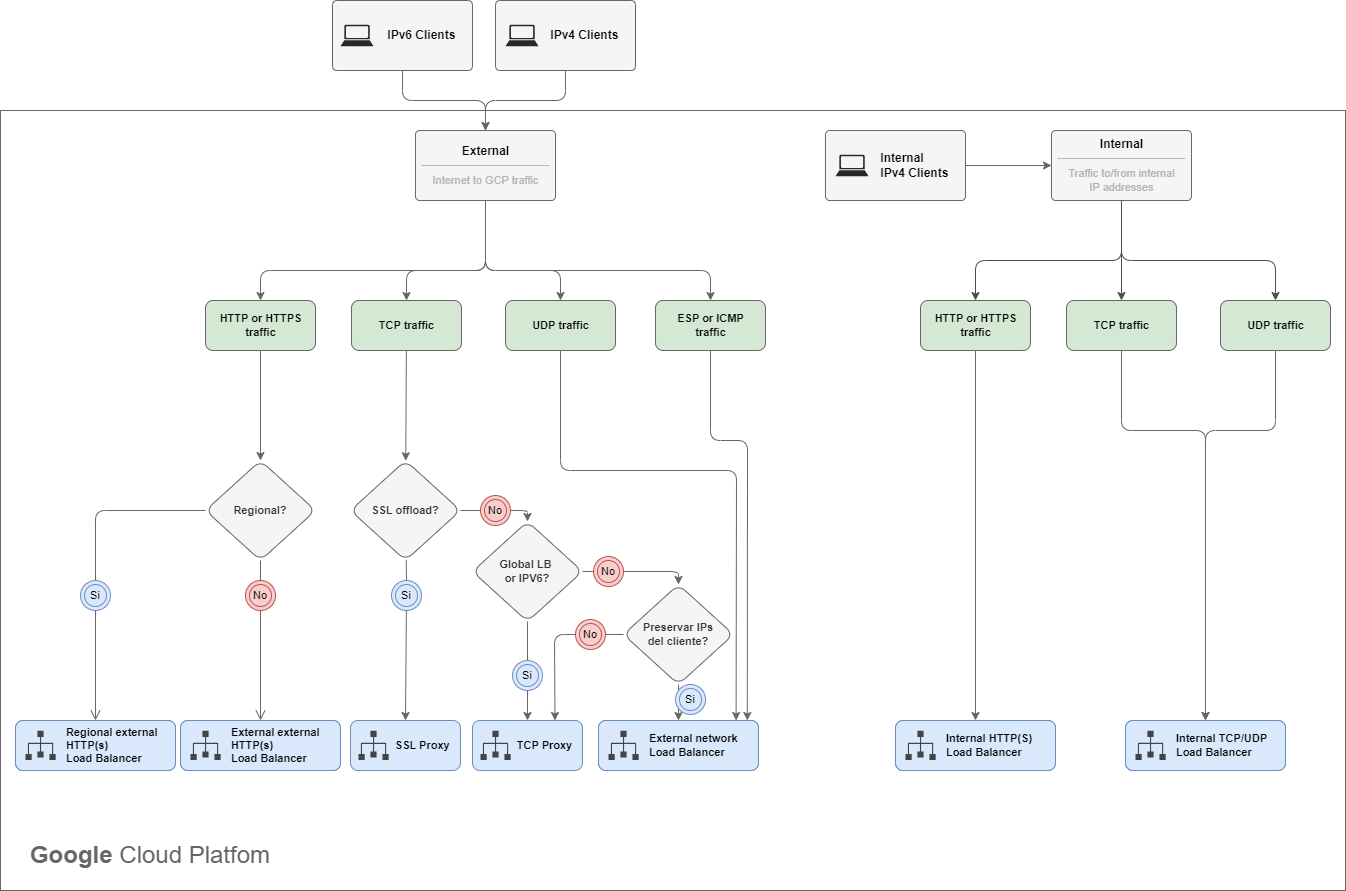 IPv6 Clients
IPv4 Clients
External
Internet to GCP traffic
Internal
IPv4 Clients
Internal
Traffic to/from internal
IP addresses
HTTP or HTTPS
traffic
TCP traffic
UDP traffic
ESP or ICMP
traffic
HTTP or HTTPS
traffic
TCP traffic
UDP traffic
Regional?
SSL offload?
No
Global LB
or IPV6?
No
Si
No
Si
No
Preservar IPs
del cliente?
Si
Si
Regional external
HTTP(s)
Load Balancer
External external
HTTP(s)
Load Balancer
SSL Proxy
TCP Proxy
External network
Load Balancer
Internal HTTP(S)
Load Balancer
Internal TCP/UDP
Load Balancer
Google Cloud Platfom